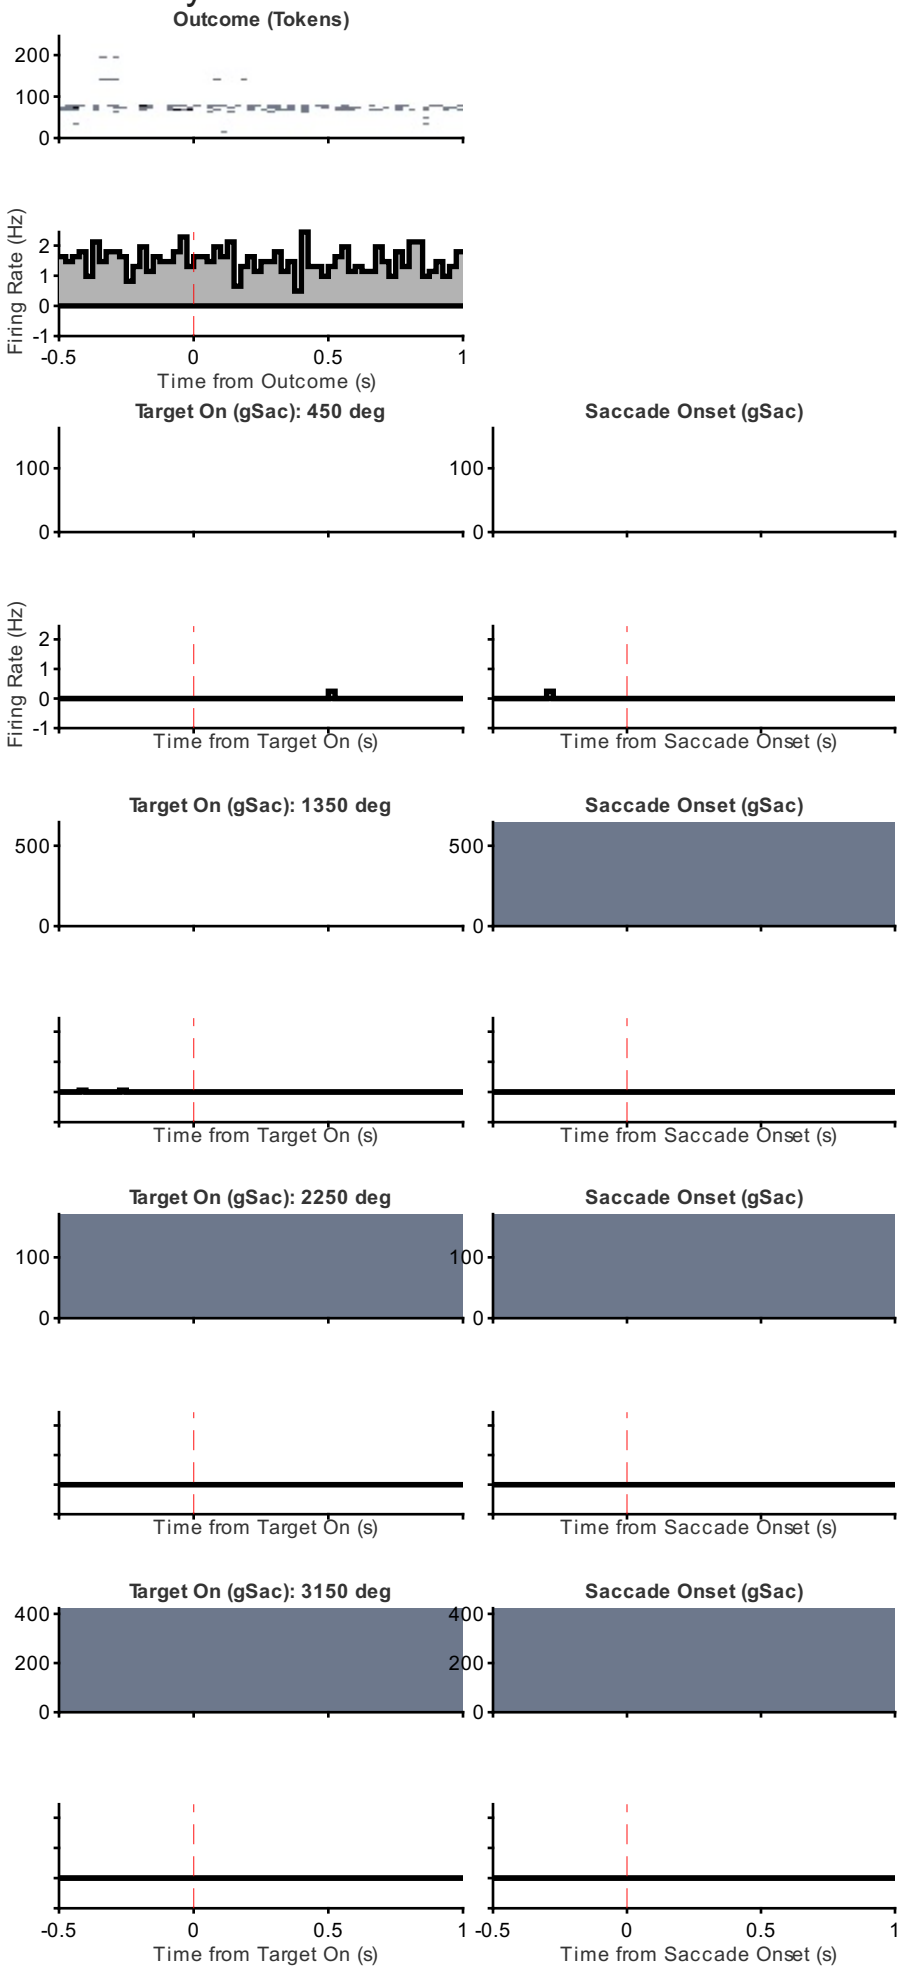 Outcome (Tokens)
200
100
0
Firing Rate (Hz)
2
1
0
-1
-0.5 0 0.5 1
Time from Outcome (s)
Target On (gSac): 450 deg Saccade Onset (gSac)
100 100
0 0
Firing Rate (Hz)
2
1
0
-1
Time from Target On (s) Time from Saccade Onset (s)
Target On (gSac): 1350 deg Saccade Onset (gSac)
500 500
0 0
Time from Target On (s) Time from Saccade Onset (s)
Target On (gSac): 2250 deg Saccade Onset (gSac)
100 100
0 0
Time from Target On (s) Time from Saccade Onset (s)
Target On (gSac): 3150 deg Saccade Onset (gSac)
400 400
200 200
0 0
-0.5 0 0.5 1 -0.5 0 0.5 1
Time from Target On (s) Time from Saccade Onset (s)